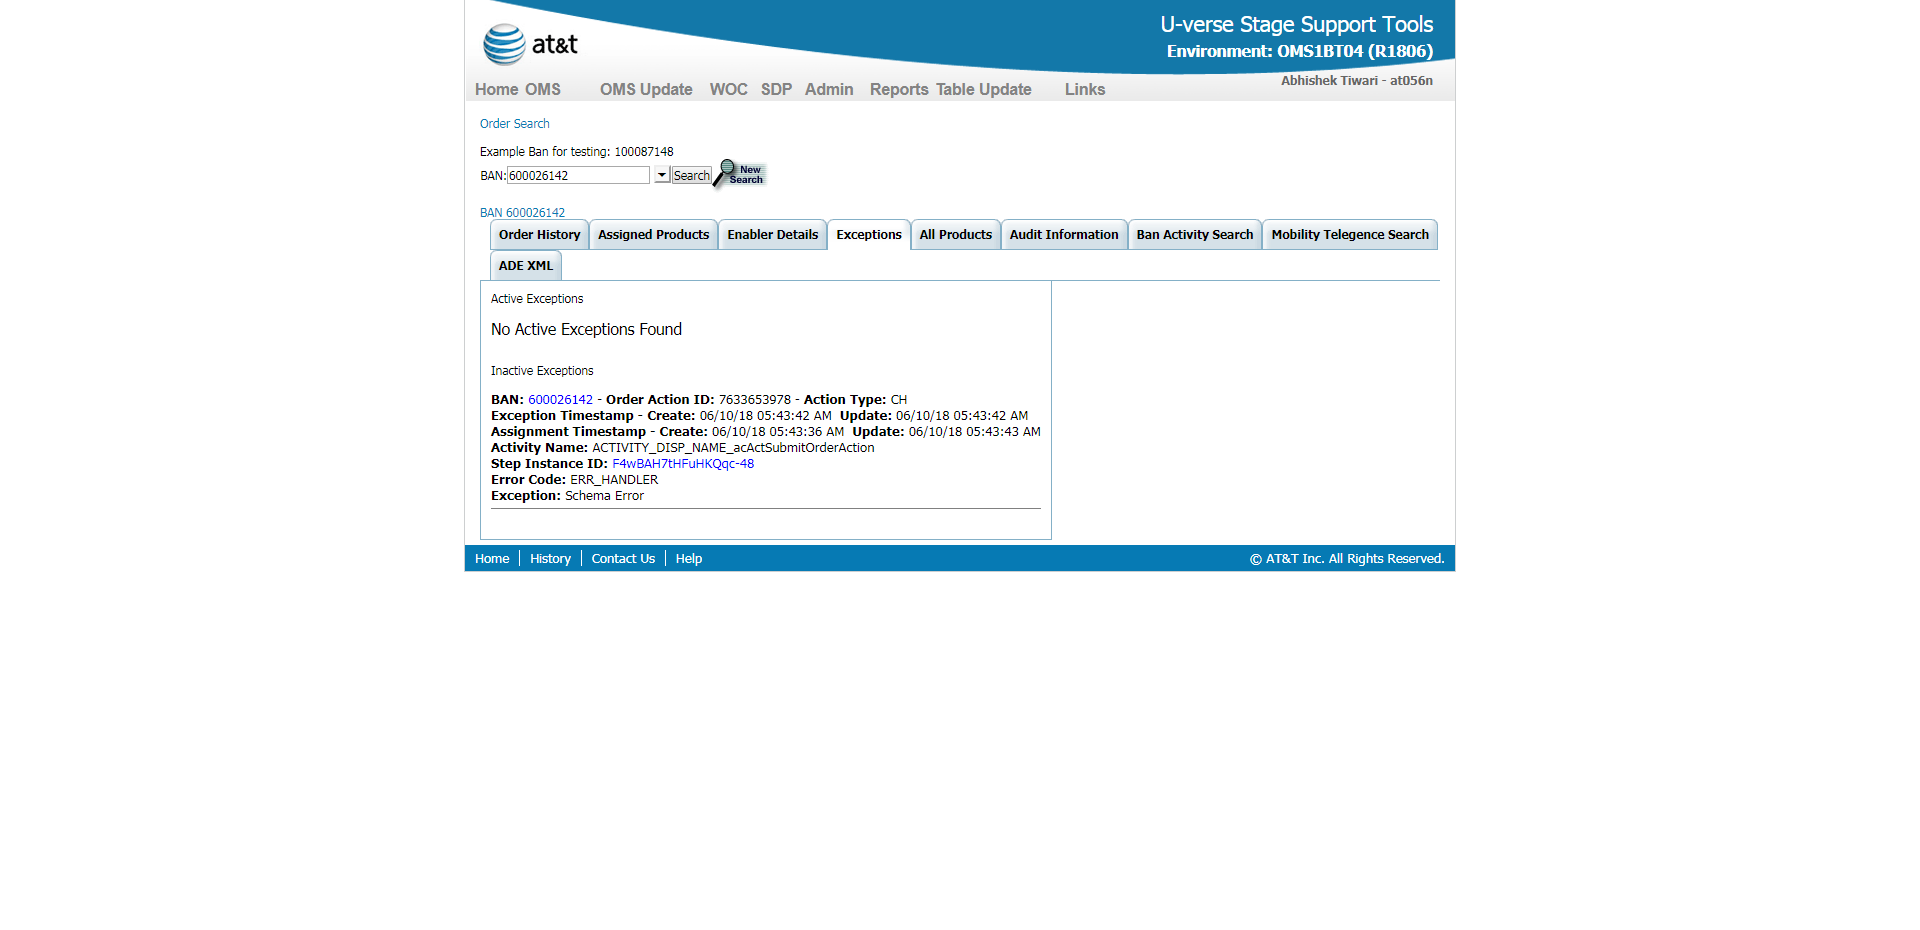 at&t
U-verse Stage Support Tools
Environment: OMS1BT04 (R1806)
Abhishek Tiwari - at056n
Home OMS OMS Update WOC SDP Admin Reports Table Update Links
Order Search
Example Ban for testing: 100087148
BAN: 600026142 Search New Search
BAN 600026142
Order History Assigned Products Enabler Details Exceptions All Products Audit Information Ban Activity Search Mobility Telegence Search
ADE XML
Active Exceptions
No Active Exceptions Found
Inactive Exceptions
BAN: 600026142 - Order Action ID: 7633653978 - Action Type: CH
Exception Timestamp - Create: 06/10/18 05:43:42 AM Update: 06/10/18 05:43:42 AM
Assignment Timestamp - Create: 06/10/18 05:43:36 AM Update: 06/10/18 05:43:43 AM
Activity Name: ACTIVITY_DISP_NAME_acActSubmitOrderAction
Step Instance ID: F4wBAH7tHFuHKQqc-48
Error Code: ERR_HANDLER
Exception: Schema Error
Home History Contact Us Help © AT&T Inc. All Rights Reserved.